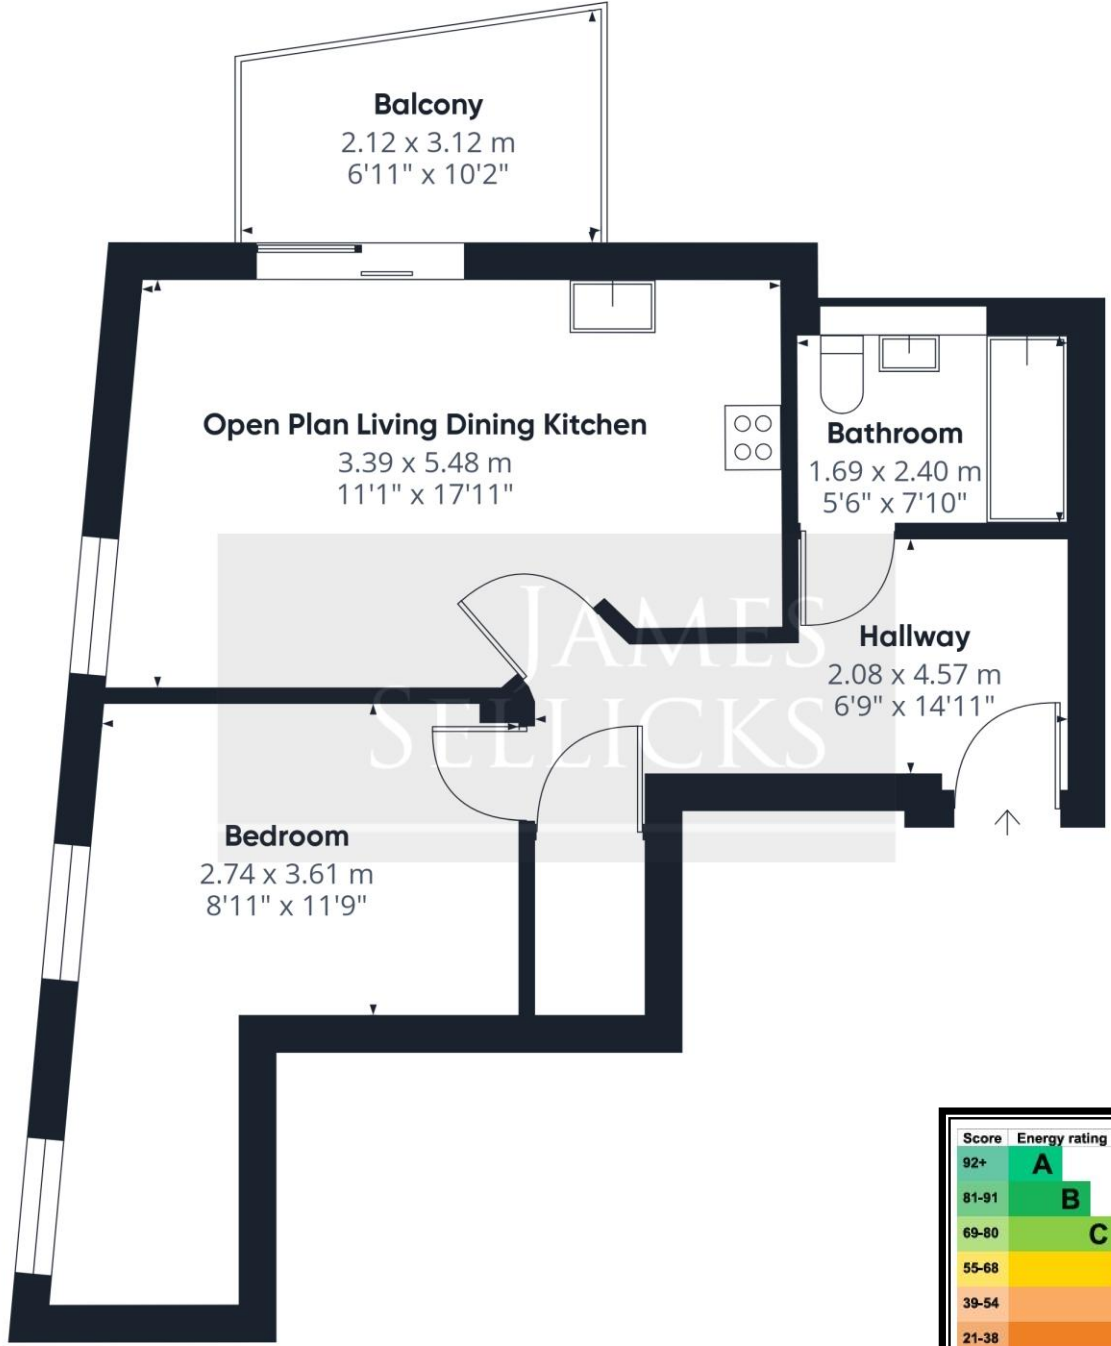 Balcony
2.12 x 3.12 m
6'11" x 10'2"
Open Plan Living Dining Kitchen
3.39 x 5.48 m
11'1" x 17'11"
Bathroom
1.69 x 2.40 m
5'6" x 7'10"
Hallway
2.08 x 4.57 m
6'9" x 14'11"
JAMES
SELLICKS
Bedroom
2.74 x 3.61 m
8'11" x 11'9"
Score Energy rating
92+ A
81-91 B
69-80 C
55-68
39-54
21-38